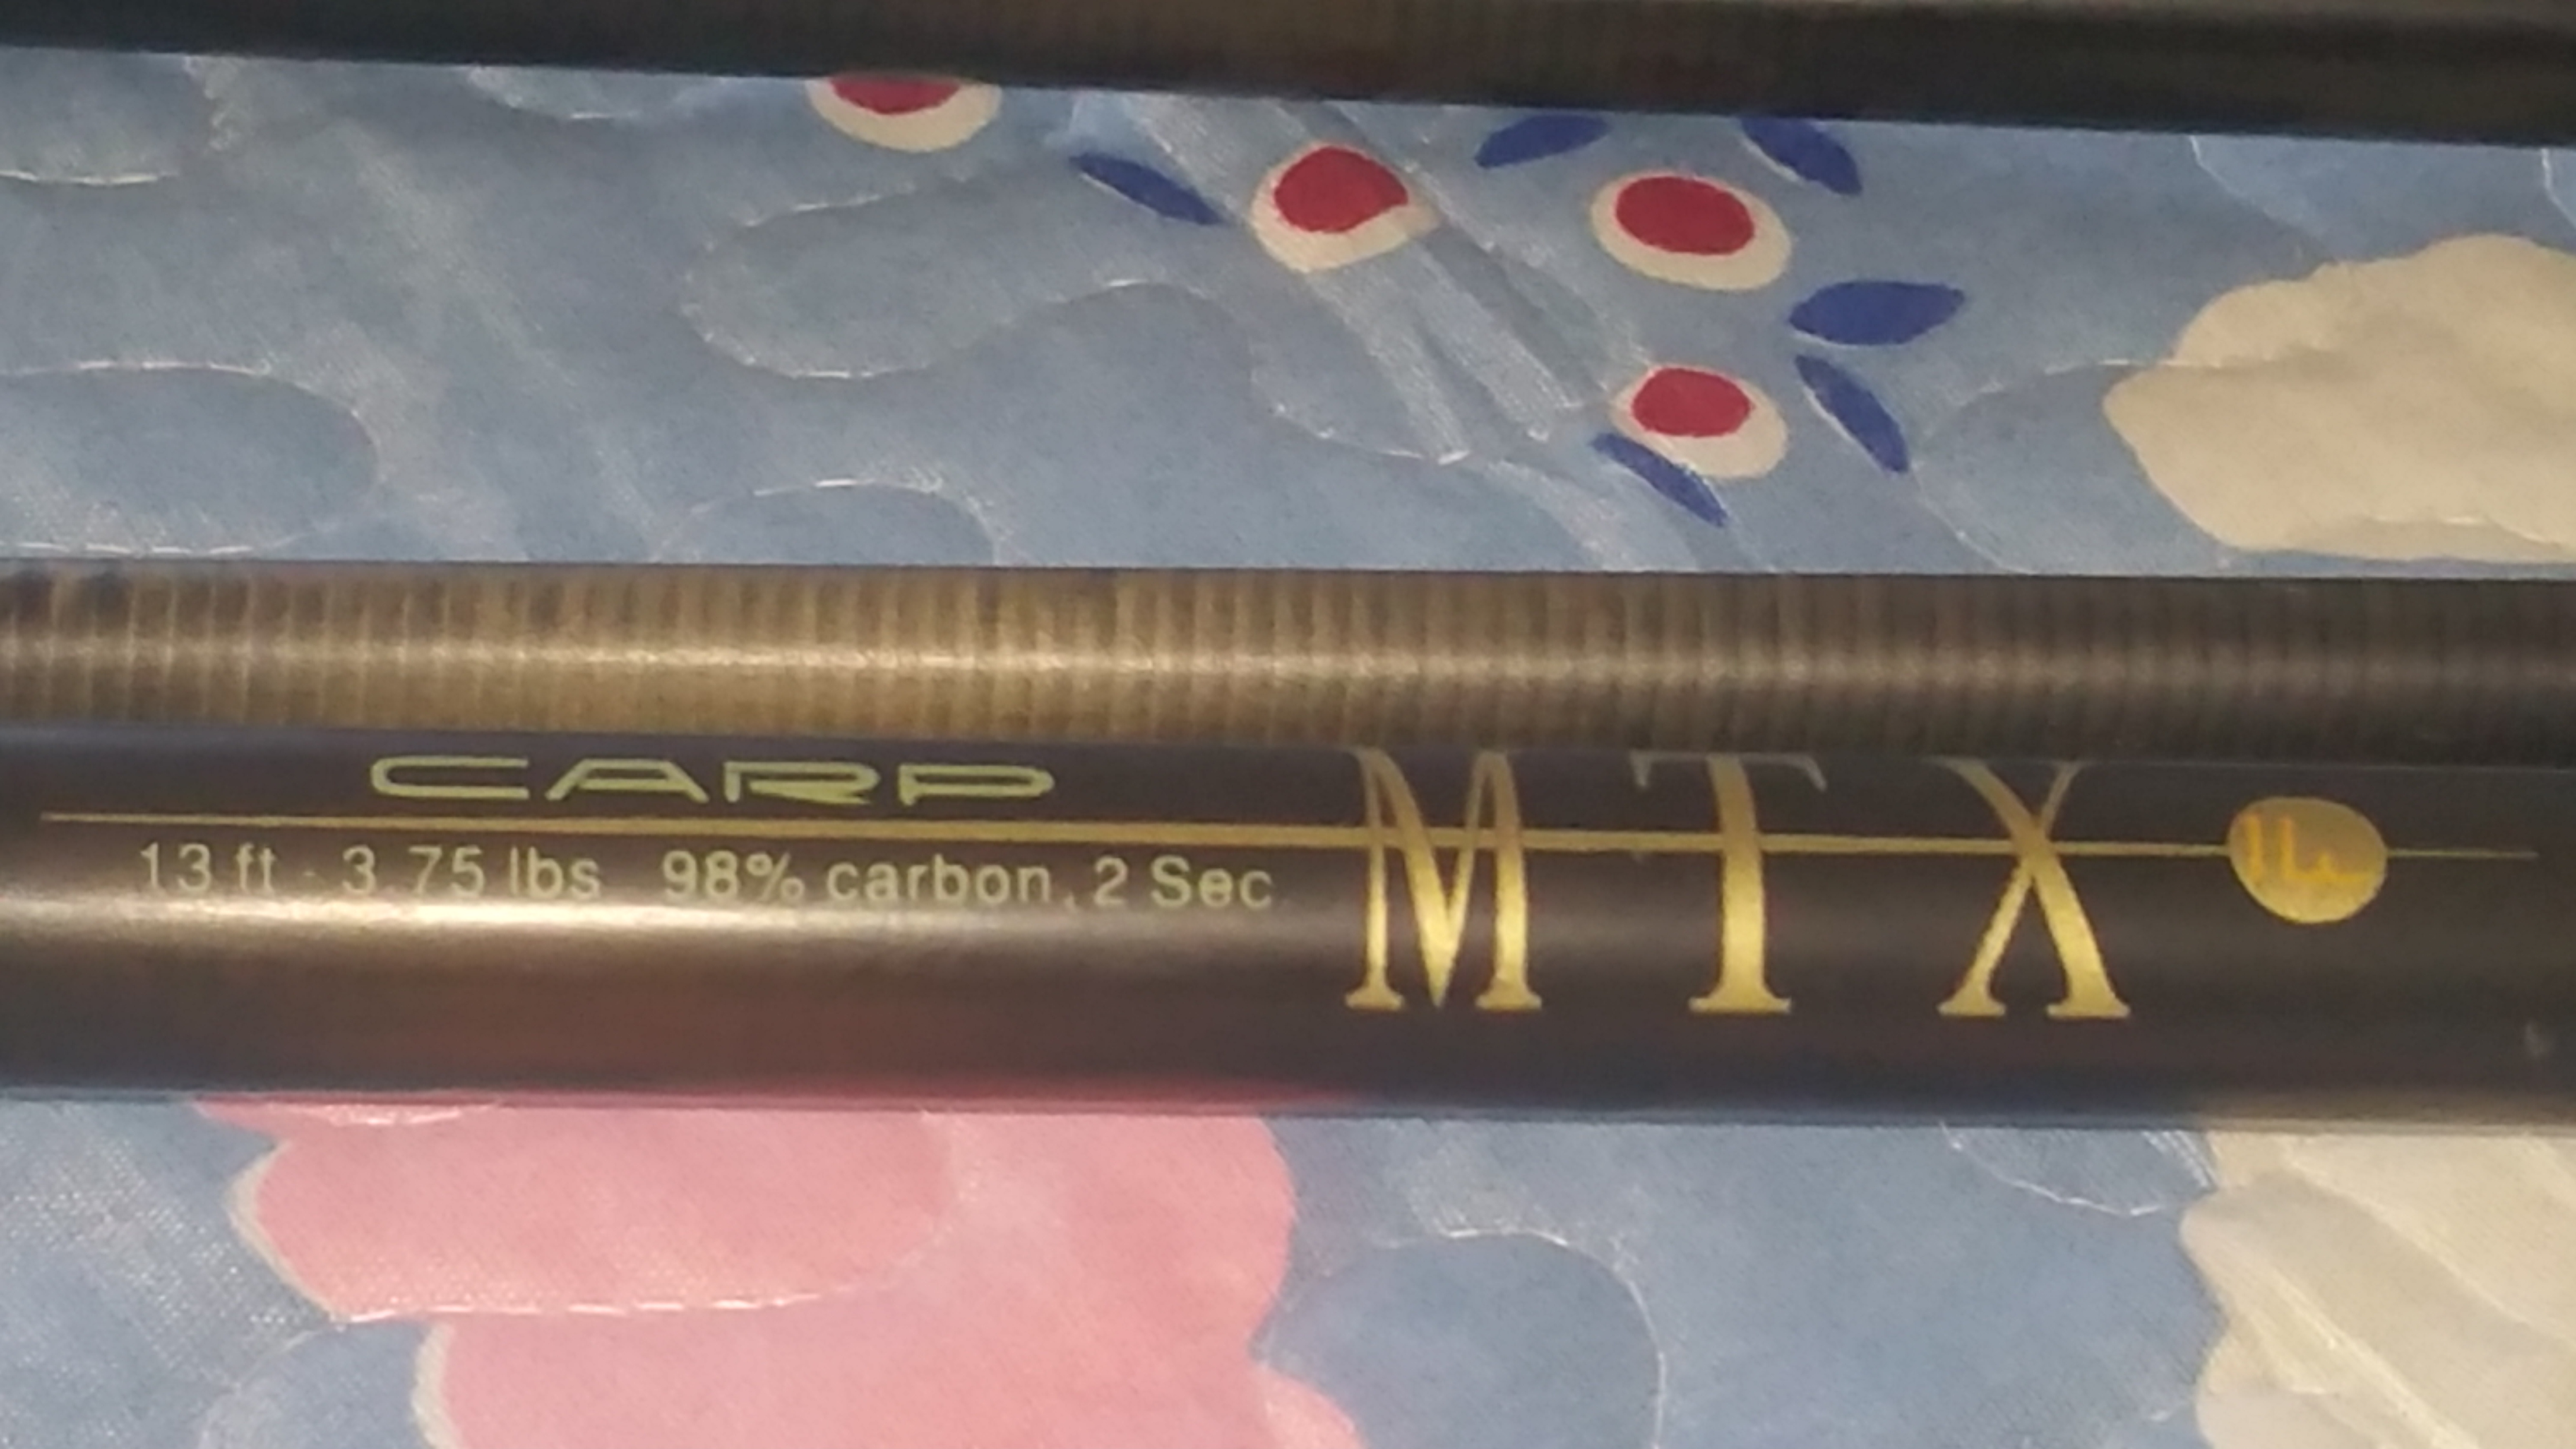 CARP
MTX
13 ft - 3.75 lbs 98% carbon, 2 Sec